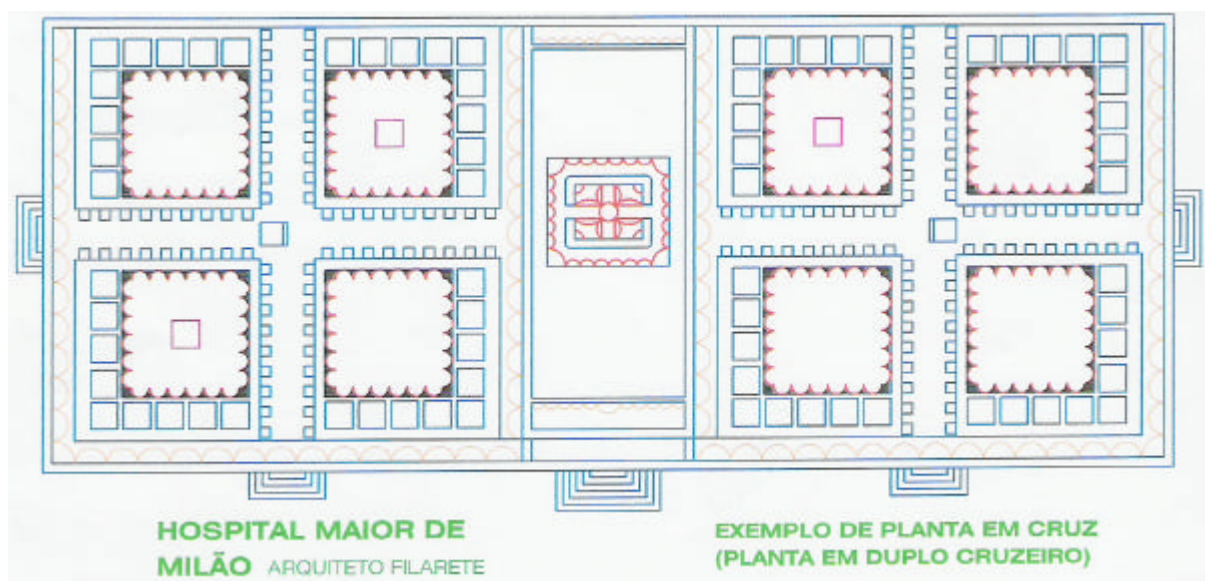 HOSPITAL MAIOR DE
MILÃO ARQUITETO FILARETE
EXEMPLO DE PLANTA EM CRUZ
(PLANTA EM DUPLO CRUZEIRO)